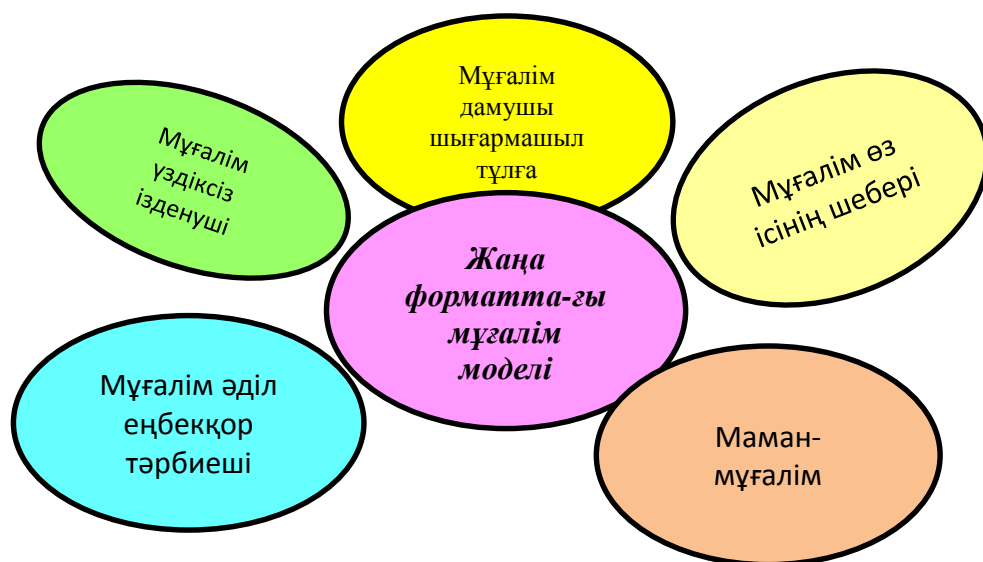 Мұғалім
дамушы
шығармашыл
тұлға
Мұғалім
үздіксіз
ізденуші
Мұғалім өз
ісінің шебері
Жаңа
форматта-ғы
мұғалім
моделі
Мұғалім әділ
еңбекқор
тәрбиеші
Маман-
мұғалім